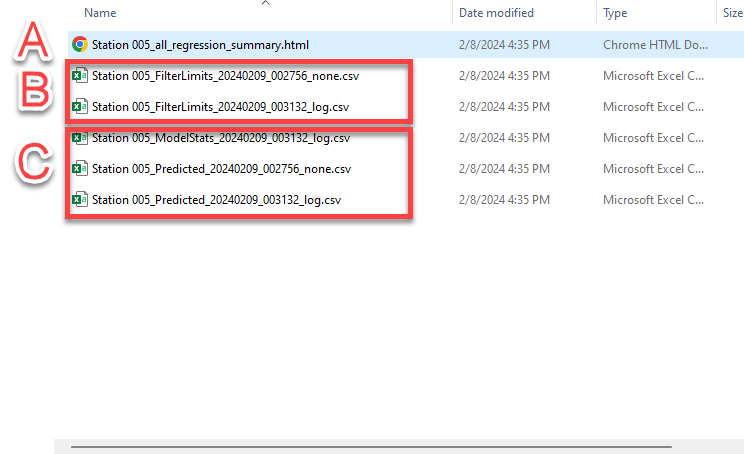 Name Date modified Type Size
A Station 005_all_regression_summary.html 2/8/2024 4:35 PM Chrome HTML Do...
B Station 005_FilterLimits_20240209_002756_none.csv 2/8/2024 4:35 PM Microsoft Excel C...
Station 005_FilterLimits_20240209_003132_log.csv 2/8/2024 4:35 PM Microsoft Excel C...
C Station 005_ModelStats_20240209_003132_log.csv 2/8/2024 4:35 PM Microsoft Excel C...
Station 005_Predicted_20240209_002756_none.csv 2/8/2024 4:35 PM Microsoft Excel C...
Station 005_Predicted_20240209_003132_log.csv 2/8/2024 4:35 PM Microsoft Excel C...